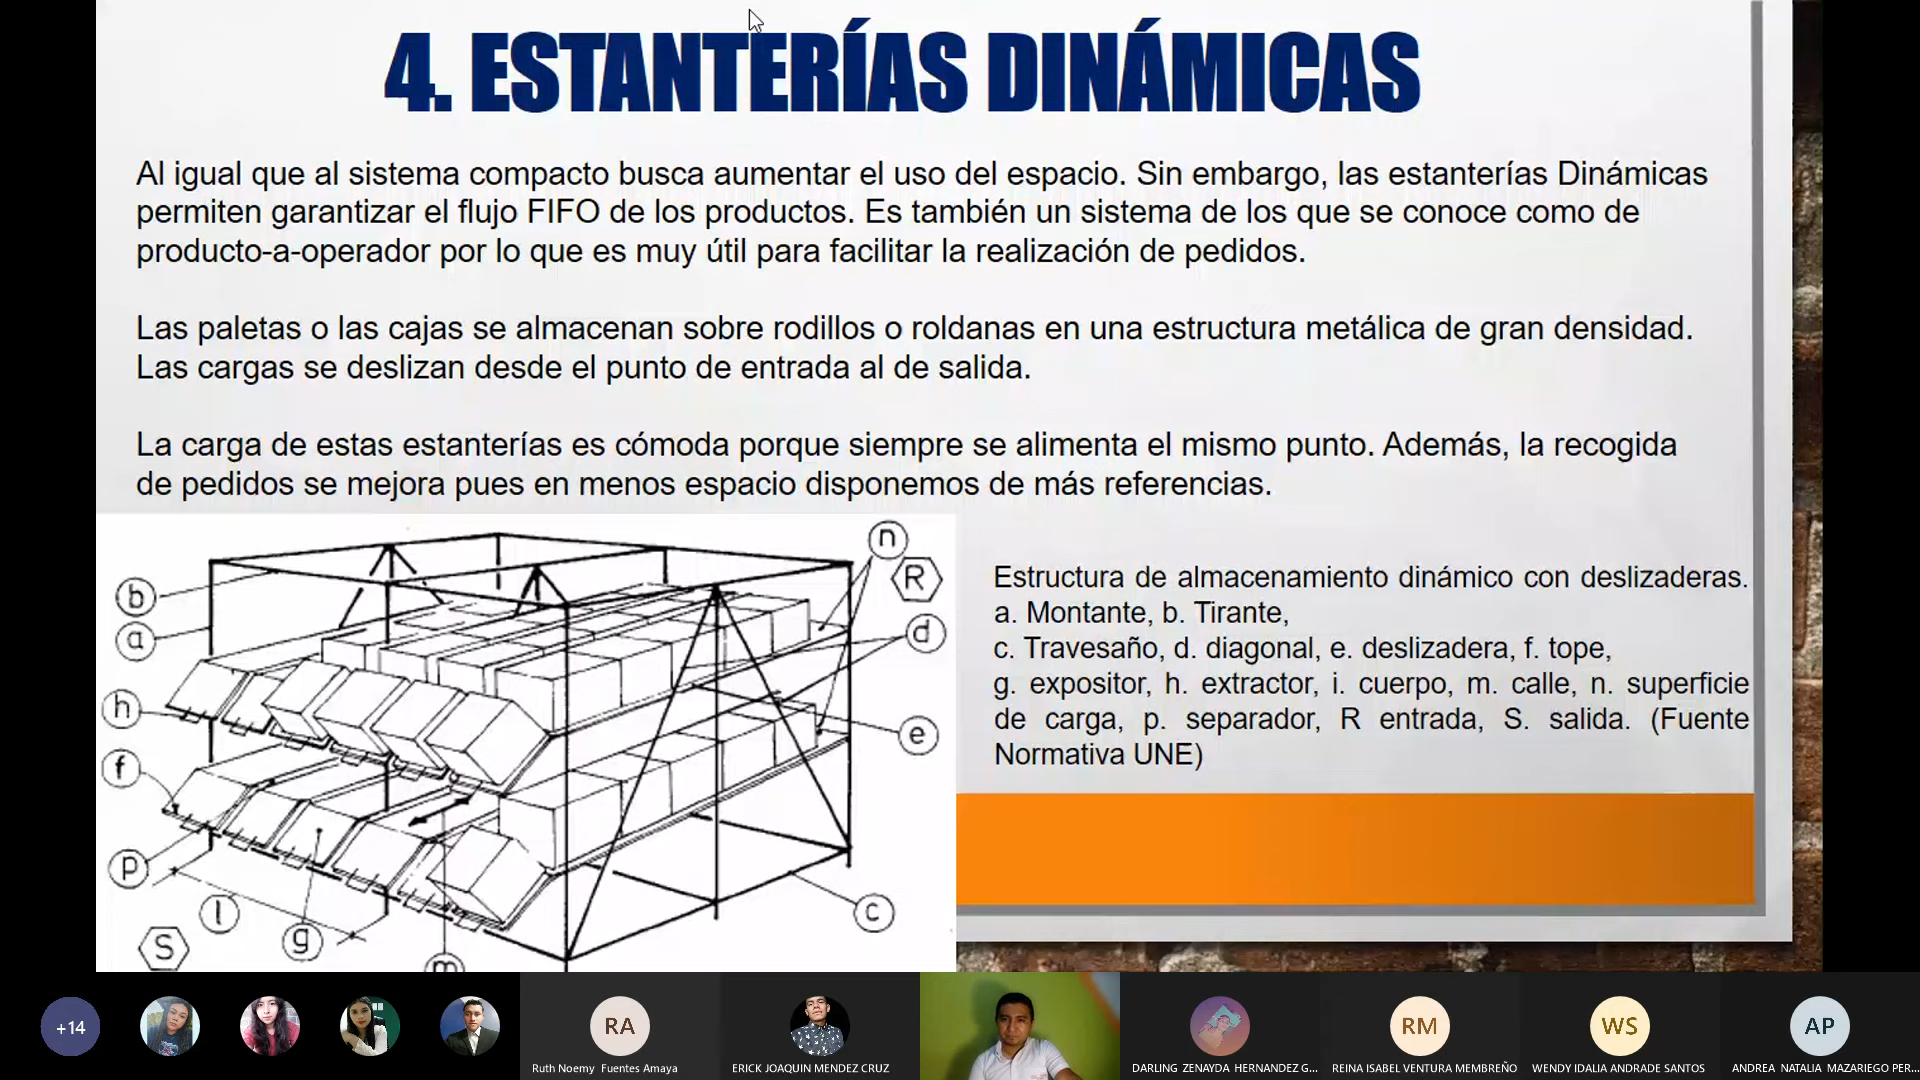 4. ESTANTERÍAS DINÁMICAS
Al igual que al sistema compacto busca aumentar el uso del espacio. Sin embargo, las estanterías Dinámicas
permiten garantizar el flujo FIFO de los productos. Es también un sistema de los que se conoce como de
producto-a-operador por lo que es muy útil para facilitar la realización de pedidos.
Las paletas o las cajas se almacenan sobre rodillos o roldanas en una estructura metálica de gran densidad.
Las cargas se deslizan desde el punto de entrada al de salida.
La carga de estas estanterías es cómoda porque siempre se alimenta el mismo punto. Además, la recogida
de pedidos se mejora pues en menos espacio disponemos de más referencias.
n
R
b
a
d
h
e
f
p
l
g
c
S
m
Estructura de almacenamiento dinámico con deslizaderas.
a. Montante, b. Tirante,
c. Travesaño, d. diagonal, e. deslizadera, f. tope,
g. expositor, h. extractor, i. cuerpo, m. calle, n. superficie
de carga, p. separador, R entrada, S. salida. (Fuente
Normativa UNE)
+14
RA
RM
WS
AP
Ruth Noemy Fuentes Amaya
ERICK JOAQUIN MENDEZ CRUZ
DARLING ZENAYDA HERNANDEZ G...
REINA ISABEL VENTURA MEMBREÑO
WENDY IDALIA ANDRADE SANTOS
ANDREA NATALIA MAZARIEGO PER...